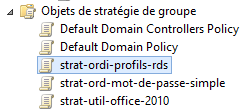 Objets de stratégie de groupe
Default Domain Controllers Policy
Default Domain Policy
strat-ordi-profils-rds
strat-ord-mot-de-passe-simple
strat-util-office-2010